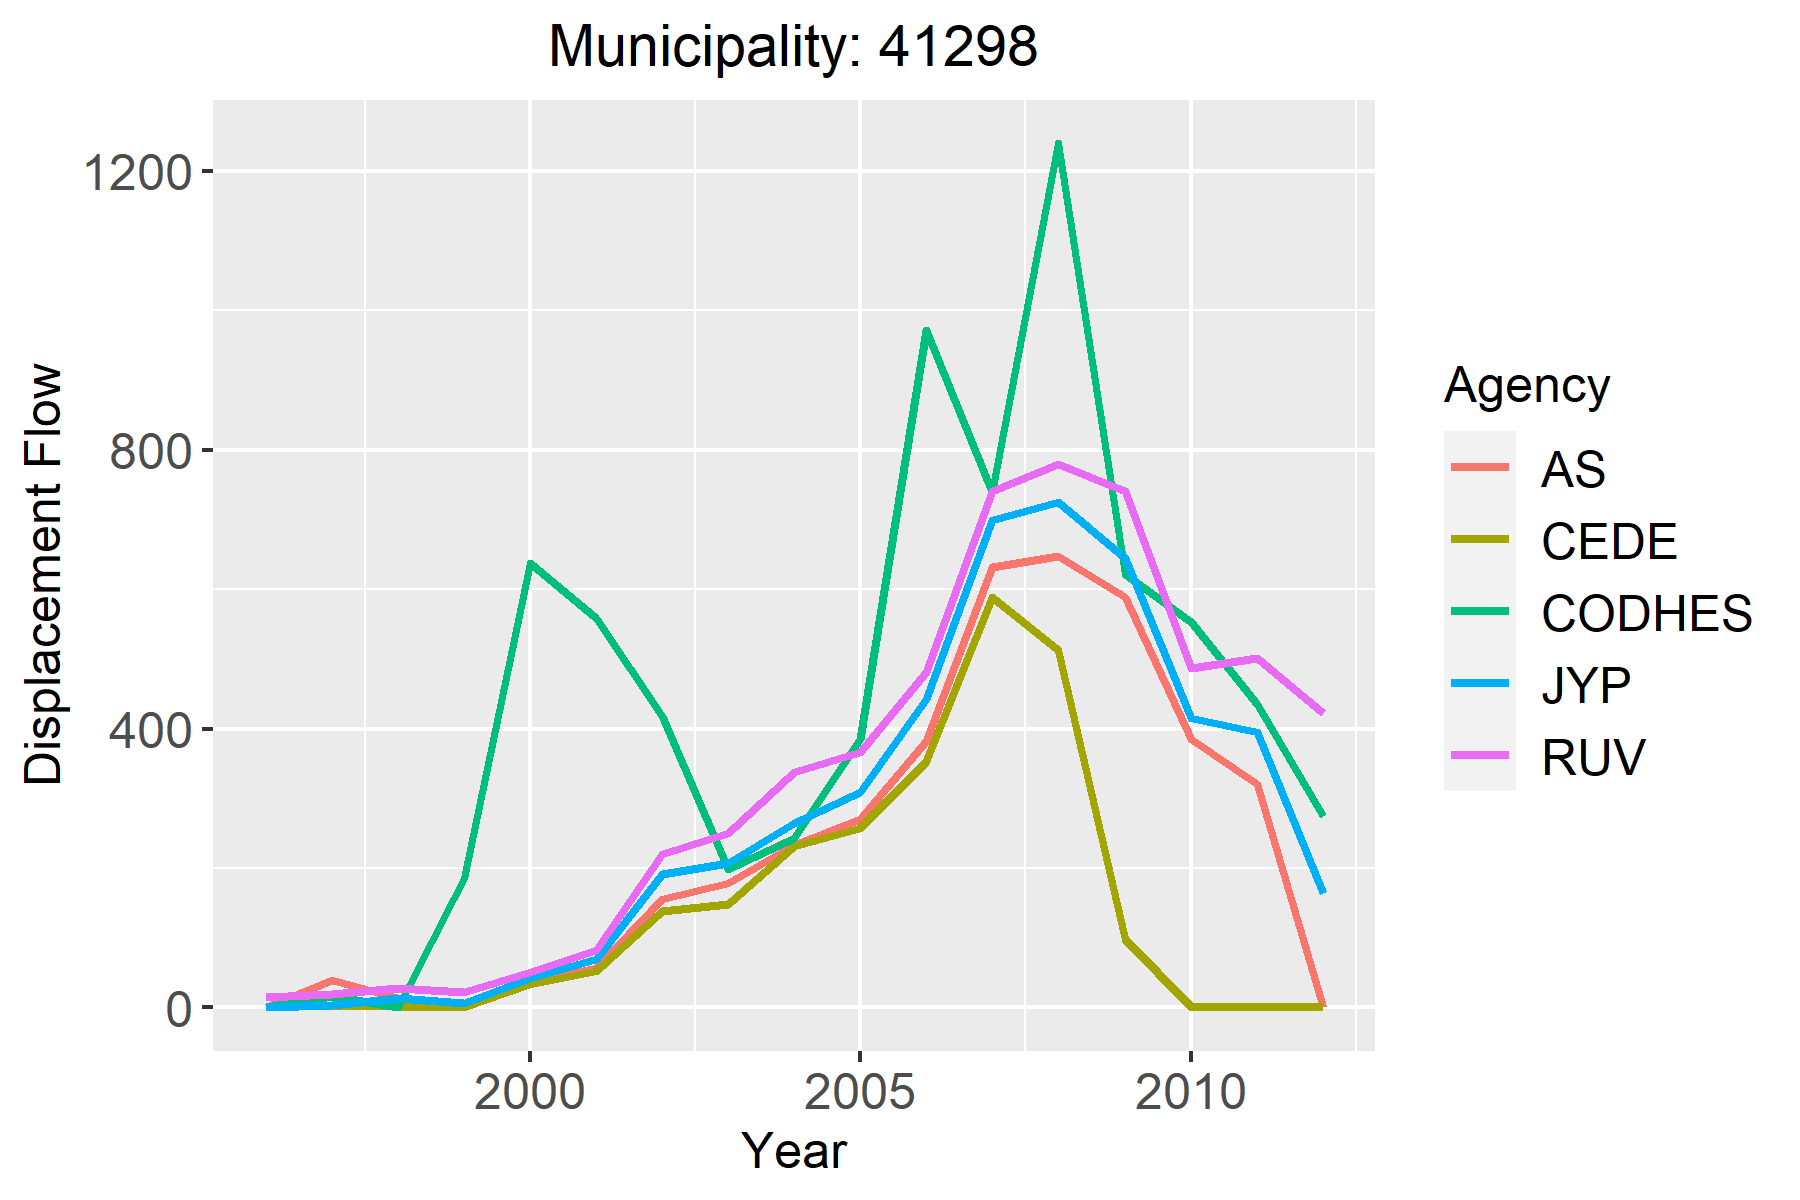 Municipality: 41298
Displacement Flow
1200
800
400
0
2000 2005 2010
Year
Agency
AS
CEDE
CODHES
JYP
RUV